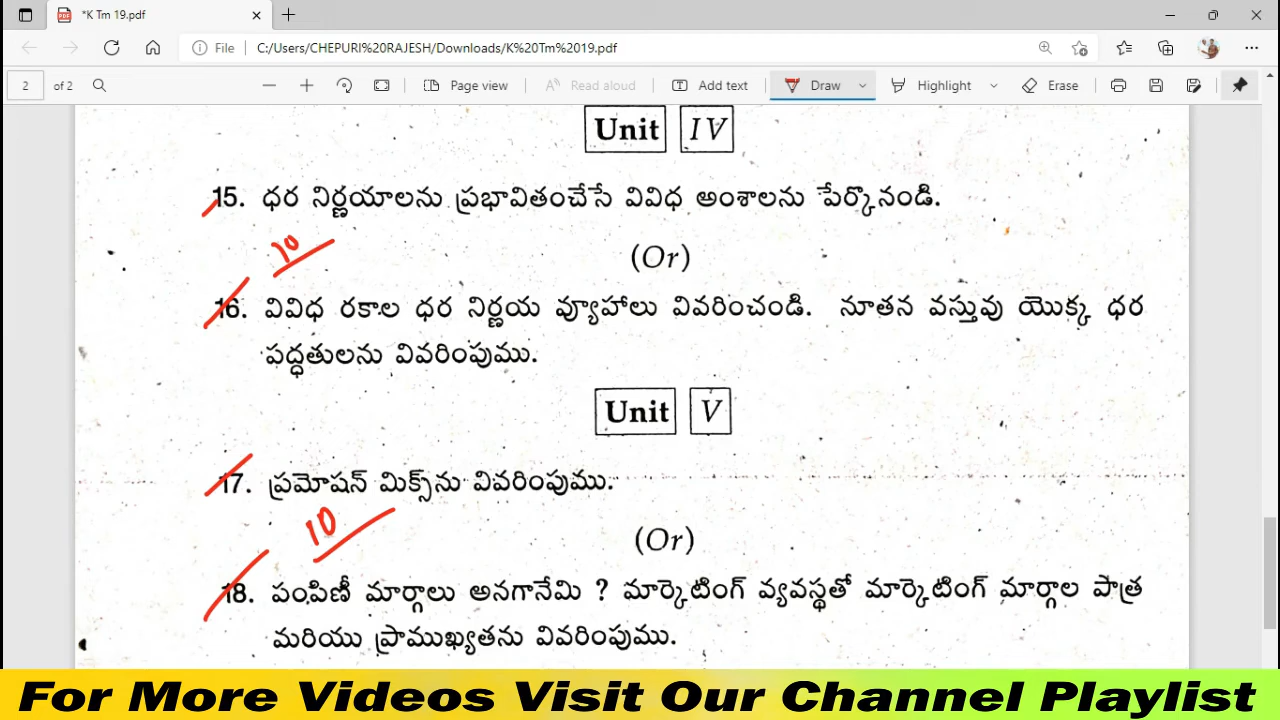 *K Tm 19.pdf
File C:/Users/CHEPURI%20RAJESH/Downloads/K%20Tm%2019.pdf
2 of 2 Page view Read aloud Add text Draw Highlight Erase
Unit IV
15. ధర నిర్ణయాలను ప్రభావితంచేసే వివిధ అంశాలను పేర్కొనండి.
10
(Or)
16. వివిధ రకాల ధర నిర్ణయ వ్యూహాలు వివరించండి. నూతన వస్తువు యొక్క ధర
పద్ధతులను వివరింపుము.
Unit V
17. ప్రమోషన్ మిక్స్‌ను వివరింపుము.
10
(Or)
18. పంపిణీ మార్గాలు అనగానేమి ? మార్కెటింగ్ వ్యవస్థతో మార్కెటింగ్ మార్గాల పాత్ర
మరియు ప్రాముఖ్యతను వివరింపుము.
For More Videos Visit Our Channel Playlist